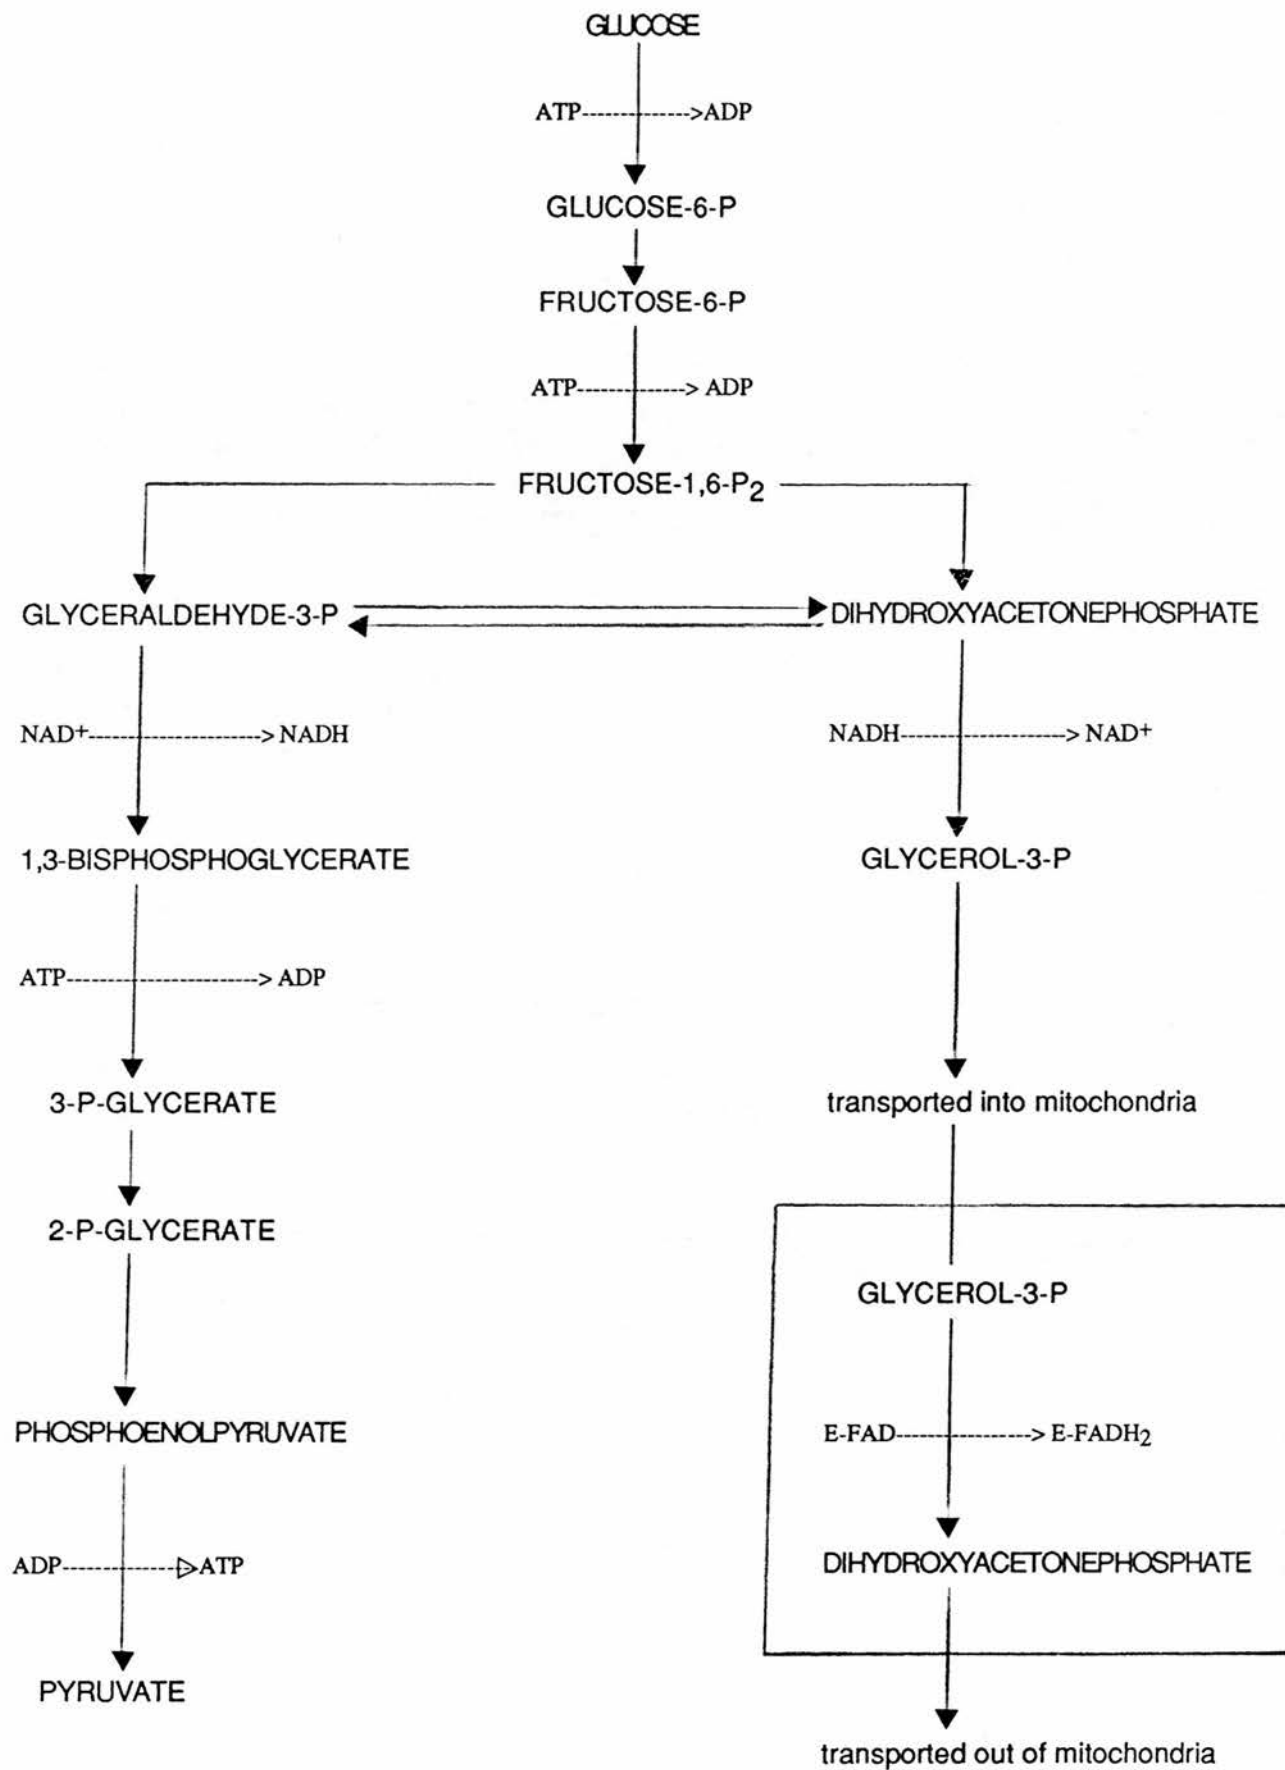 GLUCOSE
ATP-------------->ADP
GLUCOSE-6-P
FRUCTOSE-6-P
ATP--------------> ADP
FRUCTOSE-1,6-P₂
GLYCERALDEHYDE-3-P DIHYDROXYACETONEPHOSPHATE
NAD+---------------------> NADH NADH---------------------> NAD+
1,3-BISPHOSPHOGLYCERATE GLYCEROL-3-P
ATP------------------------> ADP
3-P-GLYCERATE transported into mitochondria
2-P-GLYCERATE
GLYCEROL-3-P
PHOSPHOENOLPYRUVATE E-FAD-----------------> E-FADH₂
ADP----------------▷ATP DIHYDROXYACETONEPHOSPHATE
PYRUVATE
transported out of mitochondria